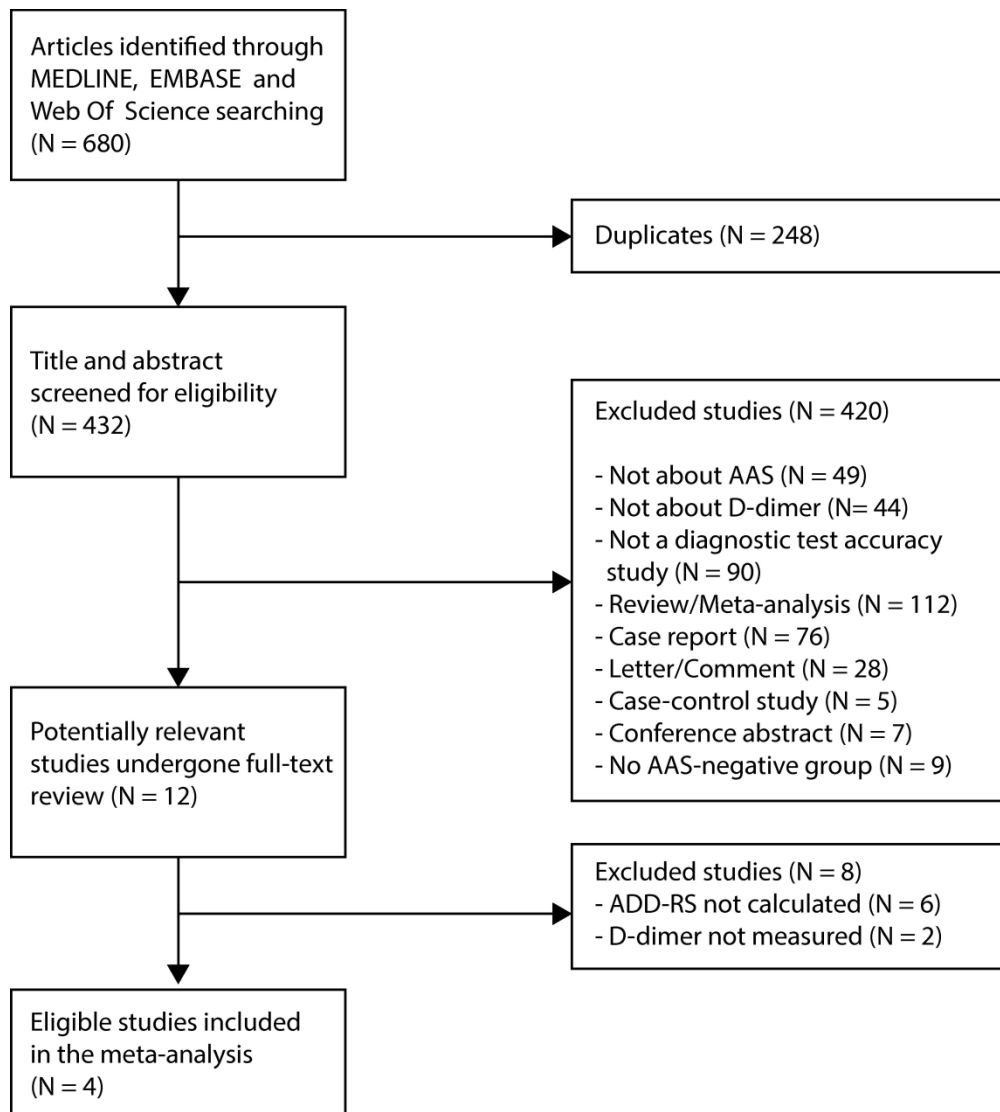 Articles identified through
MEDLINE, EMBASE and
Web Of Science searching
(N = 680)
Duplicates (N = 248)
Title and abstract
screened for eligibility
(N = 432)
Excluded studies (N = 420)
- Not about AAS (N = 49)
- Not about D-dimer (N= 44)
- Not a diagnostic test accuracy
study (N = 90)
- Review/Meta-analysis (N = 112)
- Case report (N = 76)
- Letter/Comment (N = 28)
- Case-control study (N = 5)
- Conference abstract (N = 7)
- No AAS-negative group (N = 9)
Potentially relevant
studies undergone full-text
review (N = 12)
Excluded studies (N = 8)
- ADD-RS not calculated (N = 6)
- D-dimer not measured (N = 2)
Eligible studies included
in the meta-analysis
(N = 4)